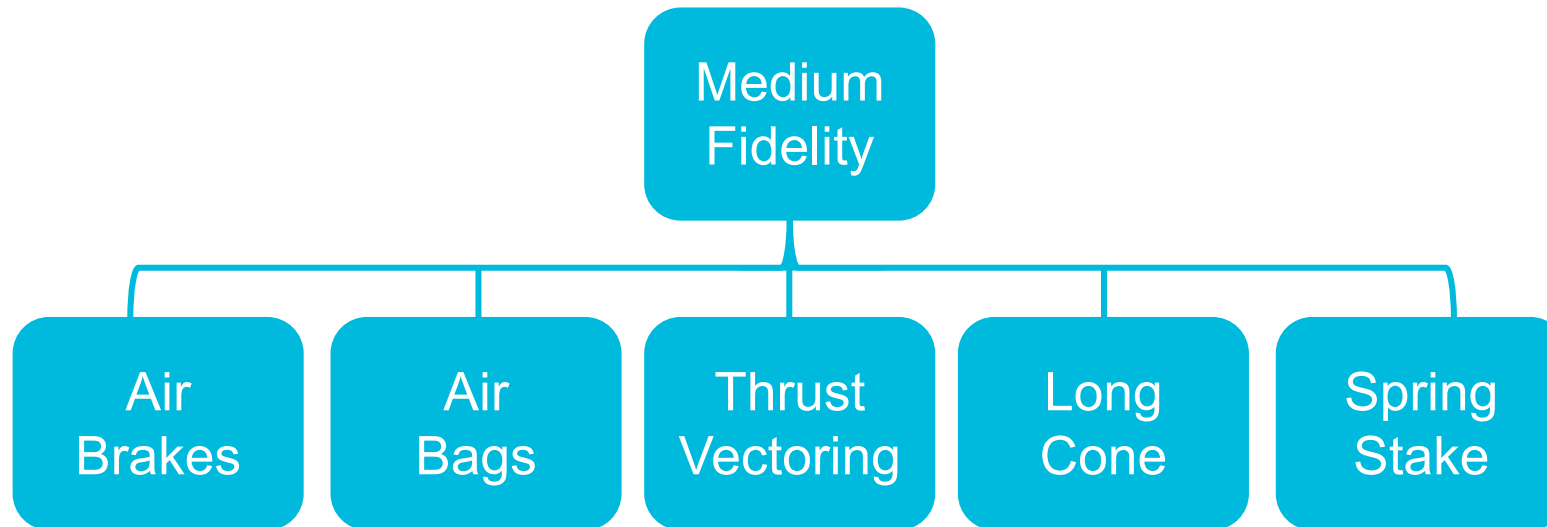 Medium
Fidelity
Air
Brakes
Air
Bags
Thrust
Vectoring
Long
Cone
Spring
Stake